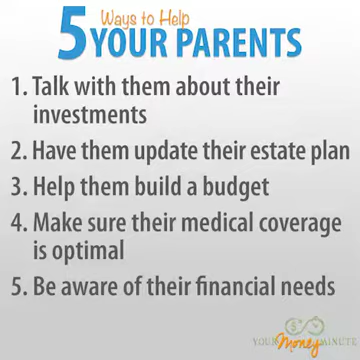 5 Ways to Help
YOUR PARENTS
1. Talk with them about their
investments
2. Have them update their estate plan
3. Help them build a budget
4. Make sure their medical coverage
is optimal
5. Be aware of their financial needs
YOUR Money MINUTE